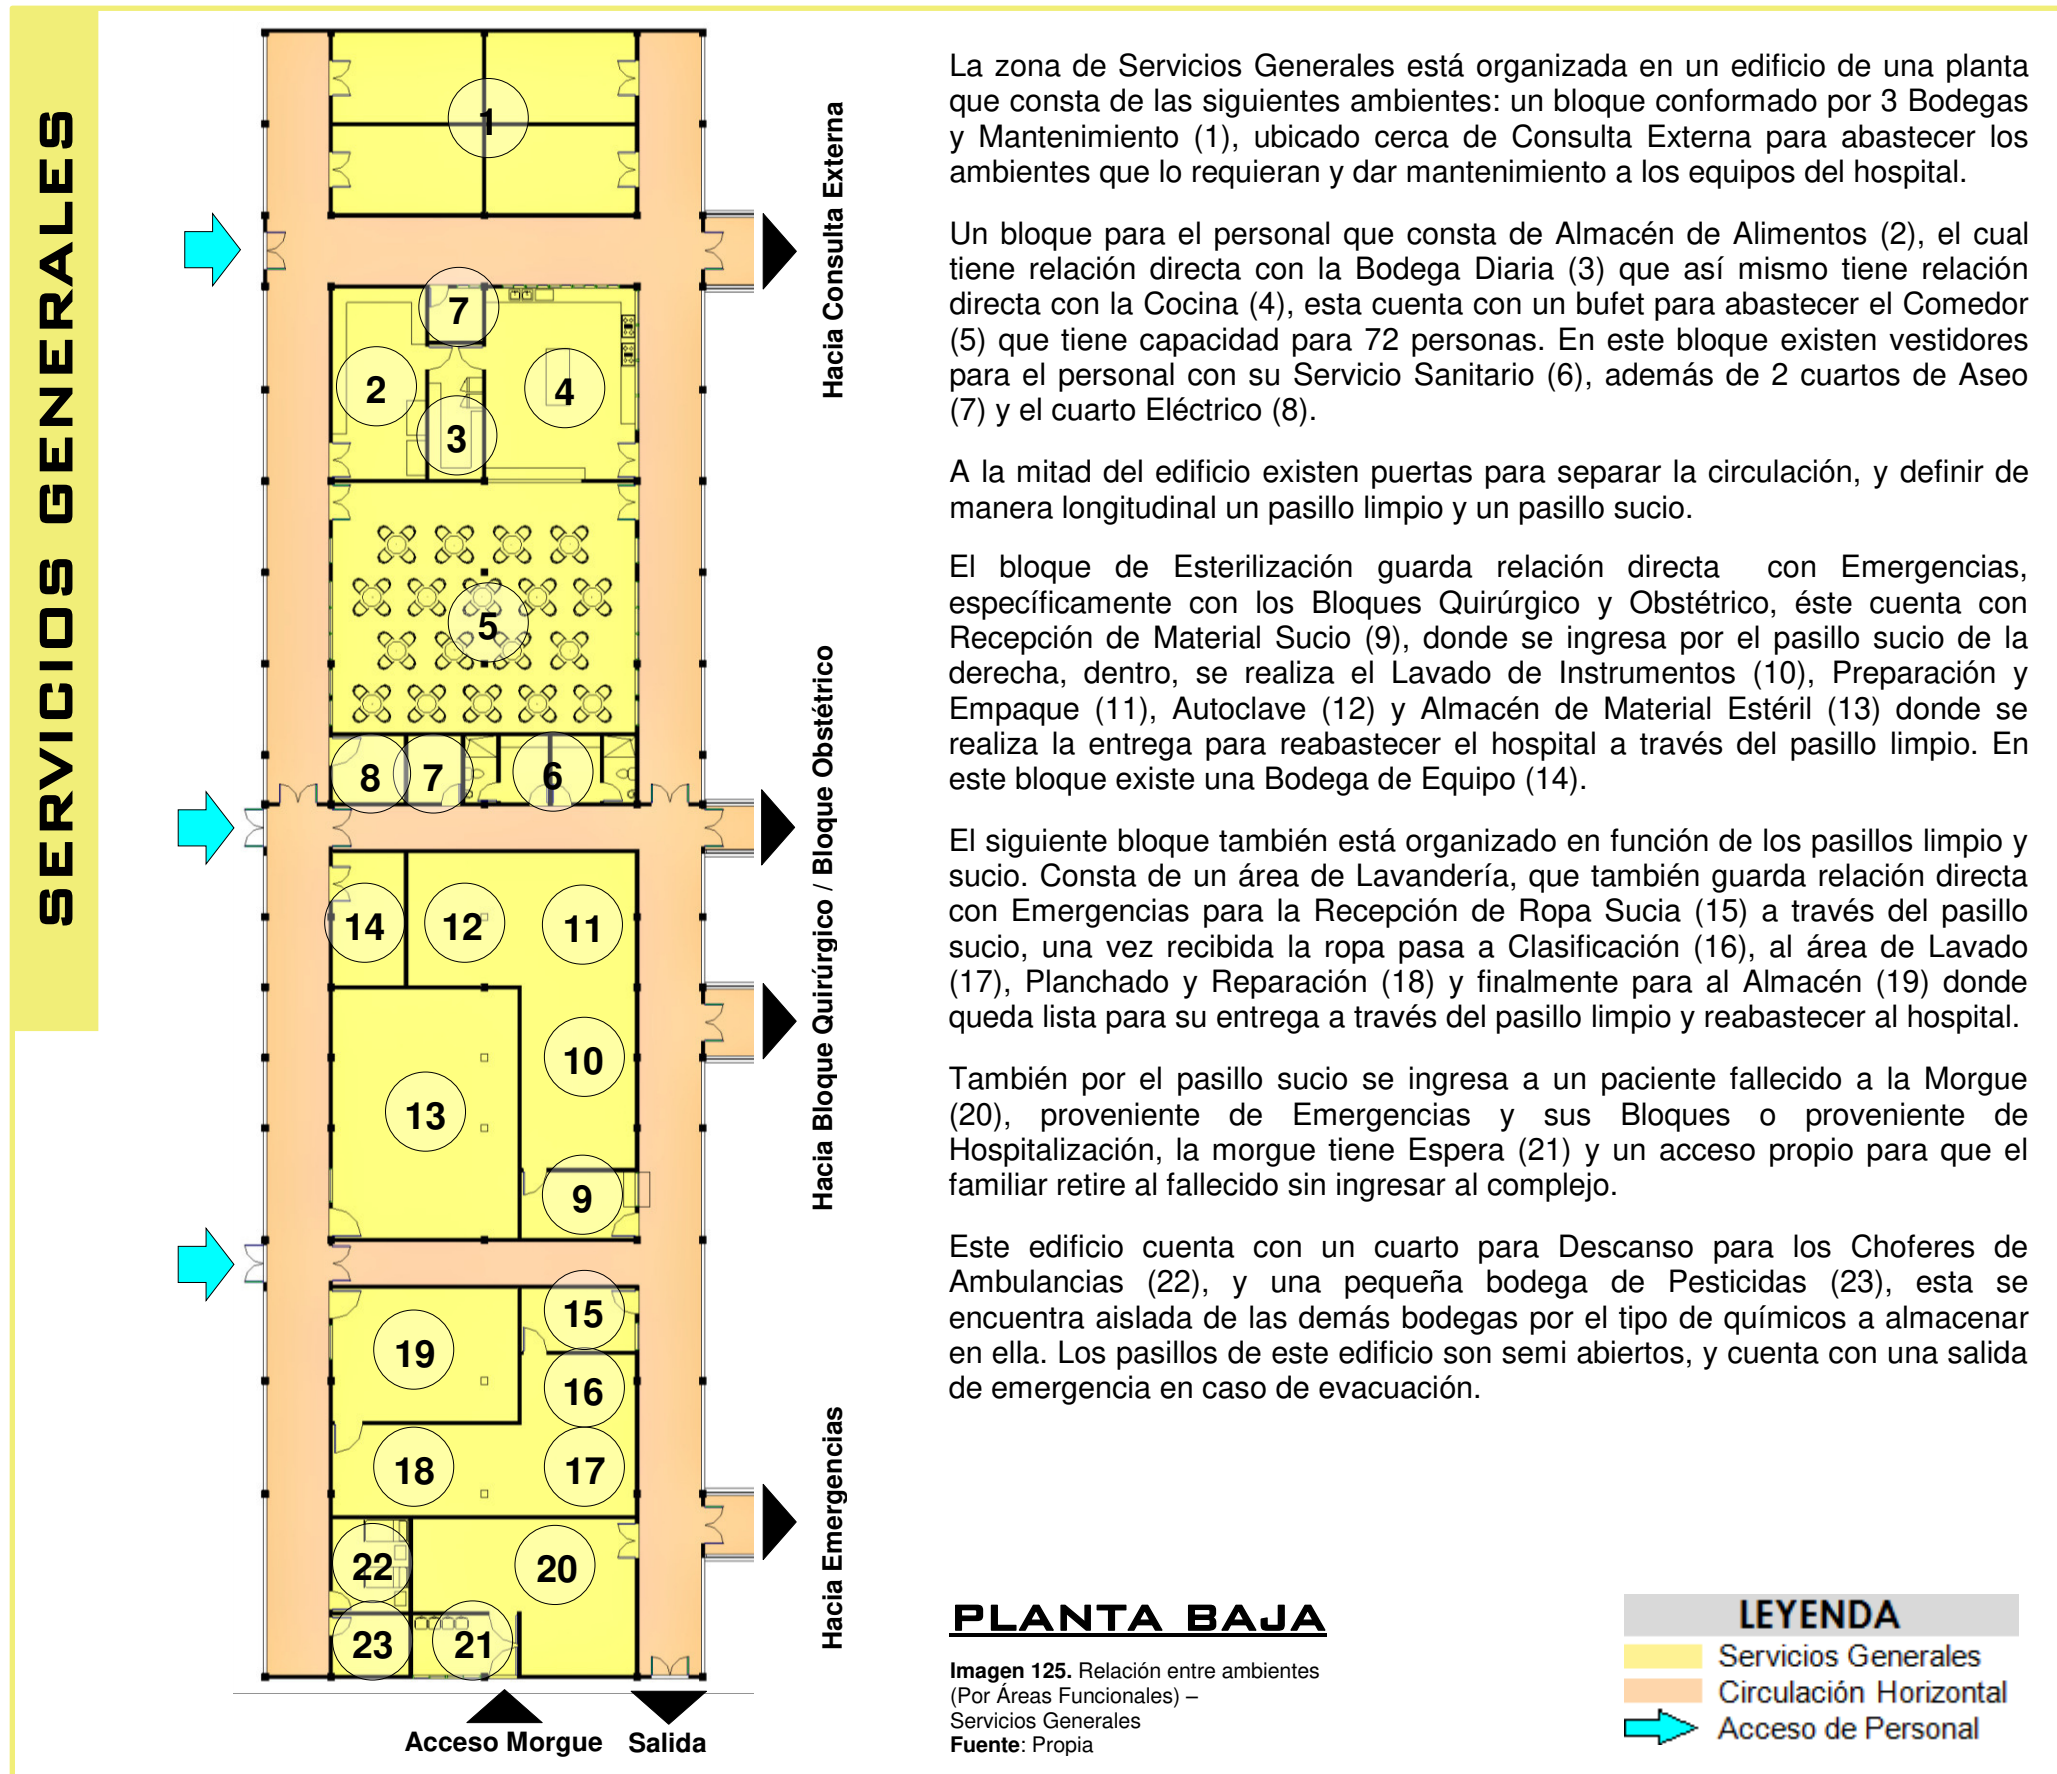 SERVICIOS GENERALES
1
2
3
4
5
6
7
7
8
9
10
11
12
13
14
15
16
17
18
19
20
21
22
23
Hacia Consulta Externa
Hacia Bloque Quirúrgico / Bloque Obstétrico
Hacia Emergencias
Acceso Morgue
Salida
La zona de Servicios Generales está organizada en un edificio de una planta
que consta de las siguientes ambientes: un bloque conformado por 3 Bodegas
y Mantenimiento (1), ubicado cerca de Consulta Externa para abastecer los
ambientes que lo requieran y dar mantenimiento a los equipos del hospital.
Un bloque para el personal que consta de Almacén de Alimentos (2), el cual
tiene relación directa con la Bodega Diaria (3) que así mismo tiene relación
directa con la Cocina (4), esta cuenta con un bufet para abastecer el Comedor
(5) que tiene capacidad para 72 personas. En este bloque existen vestidores
para el personal con su Servicio Sanitario (6), además de 2 cuartos de Aseo
(7) y el cuarto Eléctrico (8).
A la mitad del edificio existen puertas para separar la circulación, y definir de
manera longitudinal un pasillo limpio y un pasillo sucio.
El bloque de Esterilización guarda relación directa con Emergencias,
específicamente con los Bloques Quirúrgico y Obstétrico, éste cuenta con
Recepción de Material Sucio (9), donde se ingresa por el pasillo sucio de la
derecha, dentro, se realiza el Lavado de Instrumentos (10), Preparación y
Empaque (11), Autoclave (12) y Almacén de Material Estéril (13) donde se
realiza la entrega para reabastecer el hospital a través del pasillo limpio. En
este bloque existe una Bodega de Equipo (14).
El siguiente bloque también está organizado en función de los pasillos limpio y
sucio. Consta de un área de Lavandería, que también guarda relación directa
con Emergencias para la Recepción de Ropa Sucia (15) a través del pasillo
sucio, una vez recibida la ropa pasa a Clasificación (16), al área de Lavado
(17), Planchado y Reparación (18) y finalmente para al Almacén (19) donde
queda lista para su entrega a través del pasillo limpio y reabastecer al hospital.
También por el pasillo sucio se ingresa a un paciente fallecido a la Morgue
(20), proveniente de Emergencias y sus Bloques o proveniente de
Hospitalización, la morgue tiene Espera (21) y un acceso propio para que el
familiar retire al fallecido sin ingresar al complejo.
Este edificio cuenta con un cuarto para Descanso para los Choferes de
Ambulancias (22), y una pequeña bodega de Pesticidas (23), esta se
encuentra aislada de las demás bodegas por el tipo de químicos a almacenar
en ella. Los pasillos de este edificio son semi abiertos, y cuenta con una salida
de emergencia en caso de evacuación.
PLANTA BAJA
Imagen 125. Relación entre ambientes
(Por Áreas Funcionales) –
Servicios Generales
Fuente: Propia
LEYENDA
Servicios Generales
Circulación Horizontal
Acceso de Personal